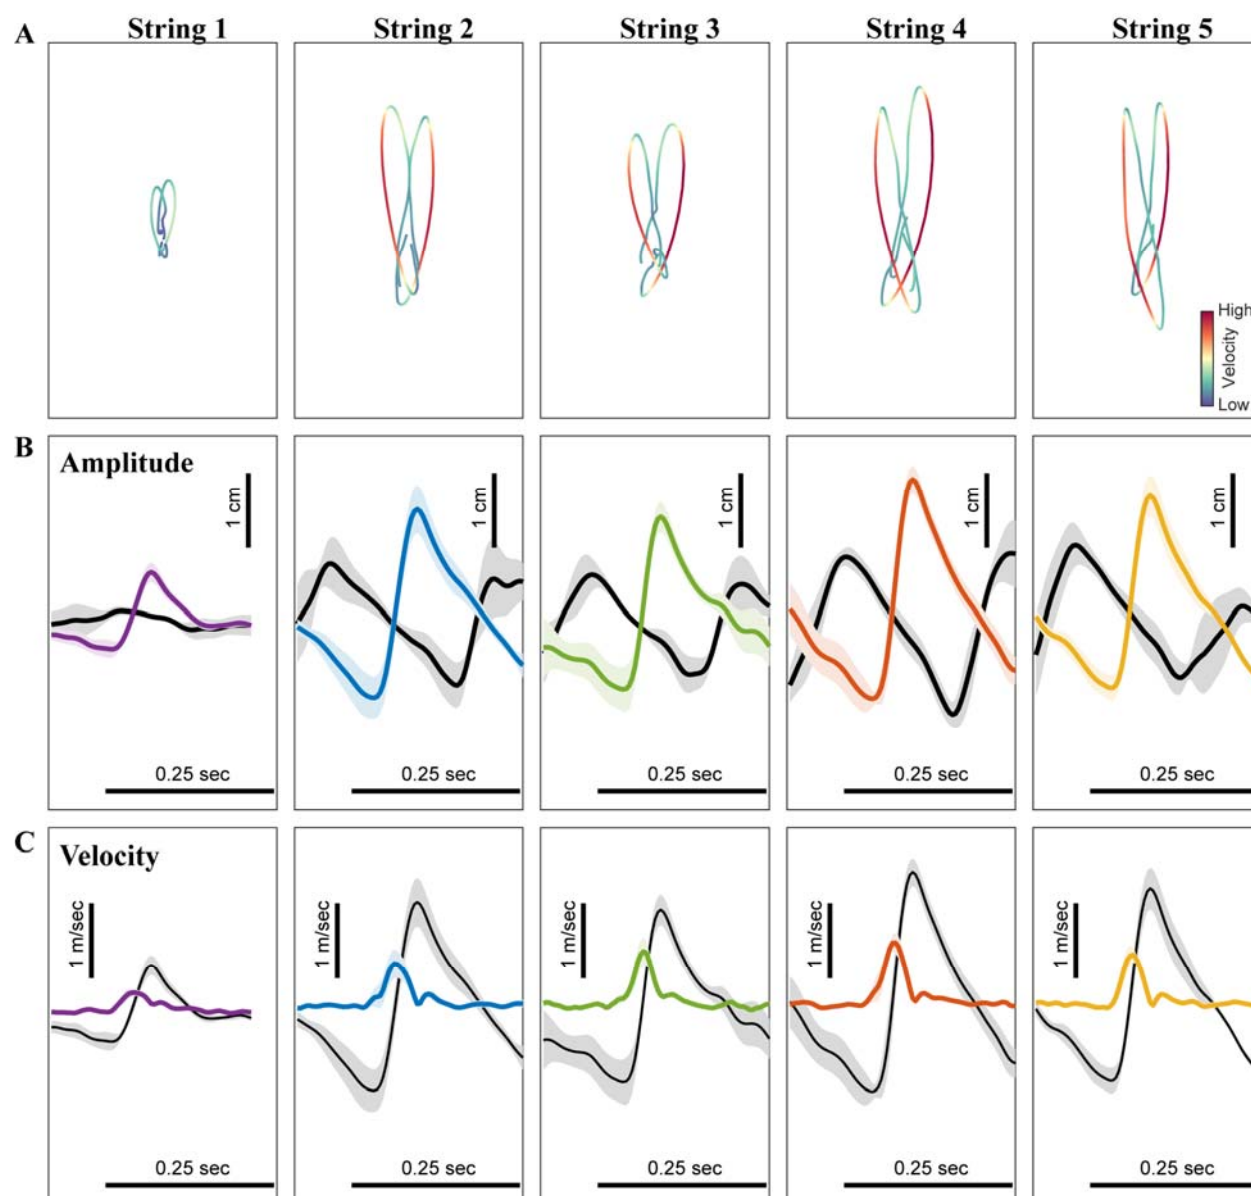 A
String 1
String 2
String 3
String 4
String 5
High
Velocity
Low
B
Amplitude
1 cm
1 cm
1 cm
1 cm
1 cm
0.25 sec
0.25 sec
0.25 sec
0.25 sec
0.25 sec
C
Velocity
1 m/sec
1 m/sec
1 m/sec
1 m/sec
1 m/sec
0.25 sec
0.25 sec
0.25 sec
0.25 sec
0.25 sec